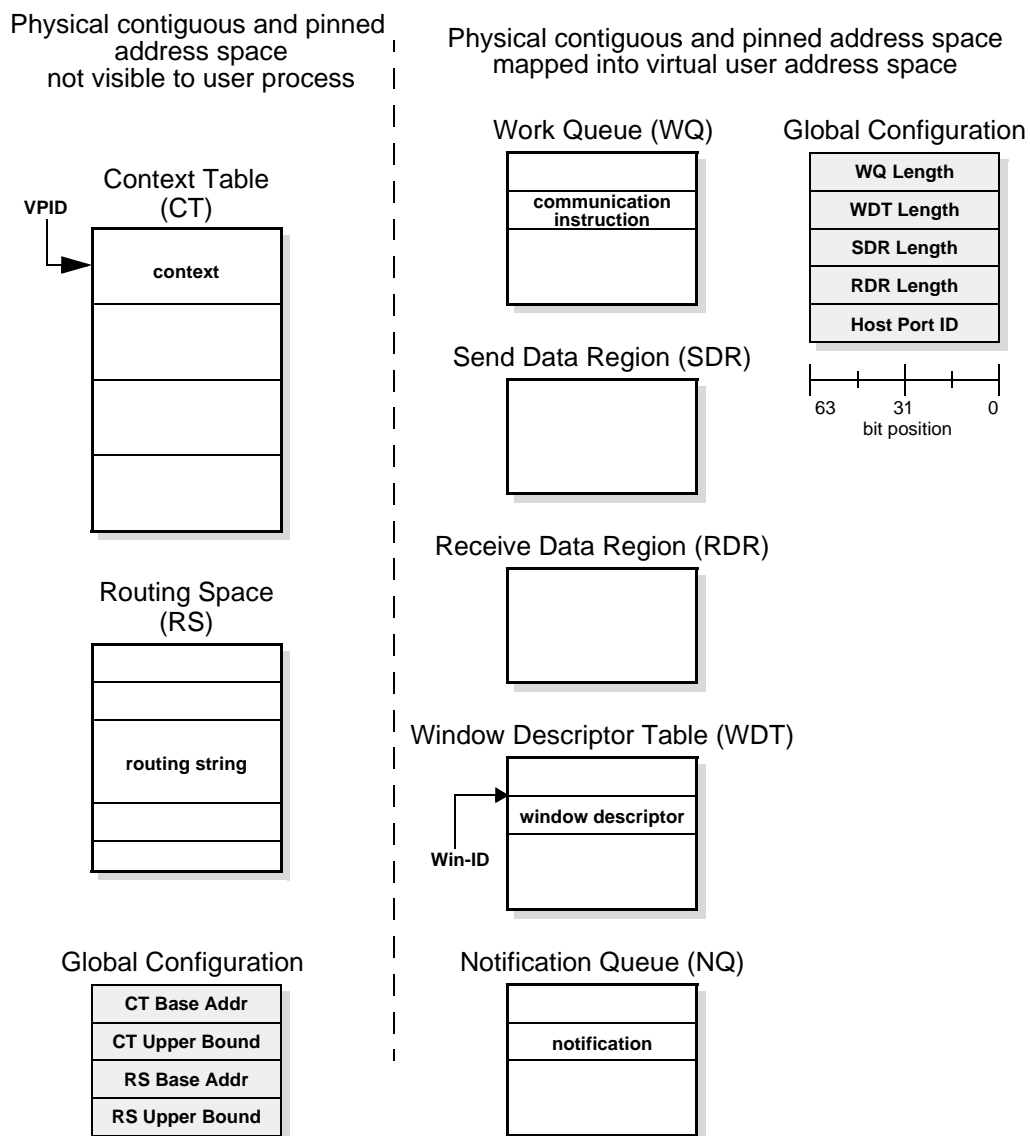 Physical contiguous and pinned
address space
not visible to user process
Context Table
(CT)
VPID
context
Routing Space
(RS)
routing string
Global Configuration
CT Base Addr
CT Upper Bound
RS Base Addr
RS Upper Bound
Physical contiguous and pinned address space
mapped into virtual user address space
Work Queue (WQ)
communication
instruction
Send Data Region (SDR)
Receive Data Region (RDR)
Window Descriptor Table (WDT)
window descriptor
Win-ID
Notification Queue (NQ)
notification
Global Configuration
WQ Length
WDT Length
SDR Length
RDR Length
Host Port ID
63 31 0
bit position